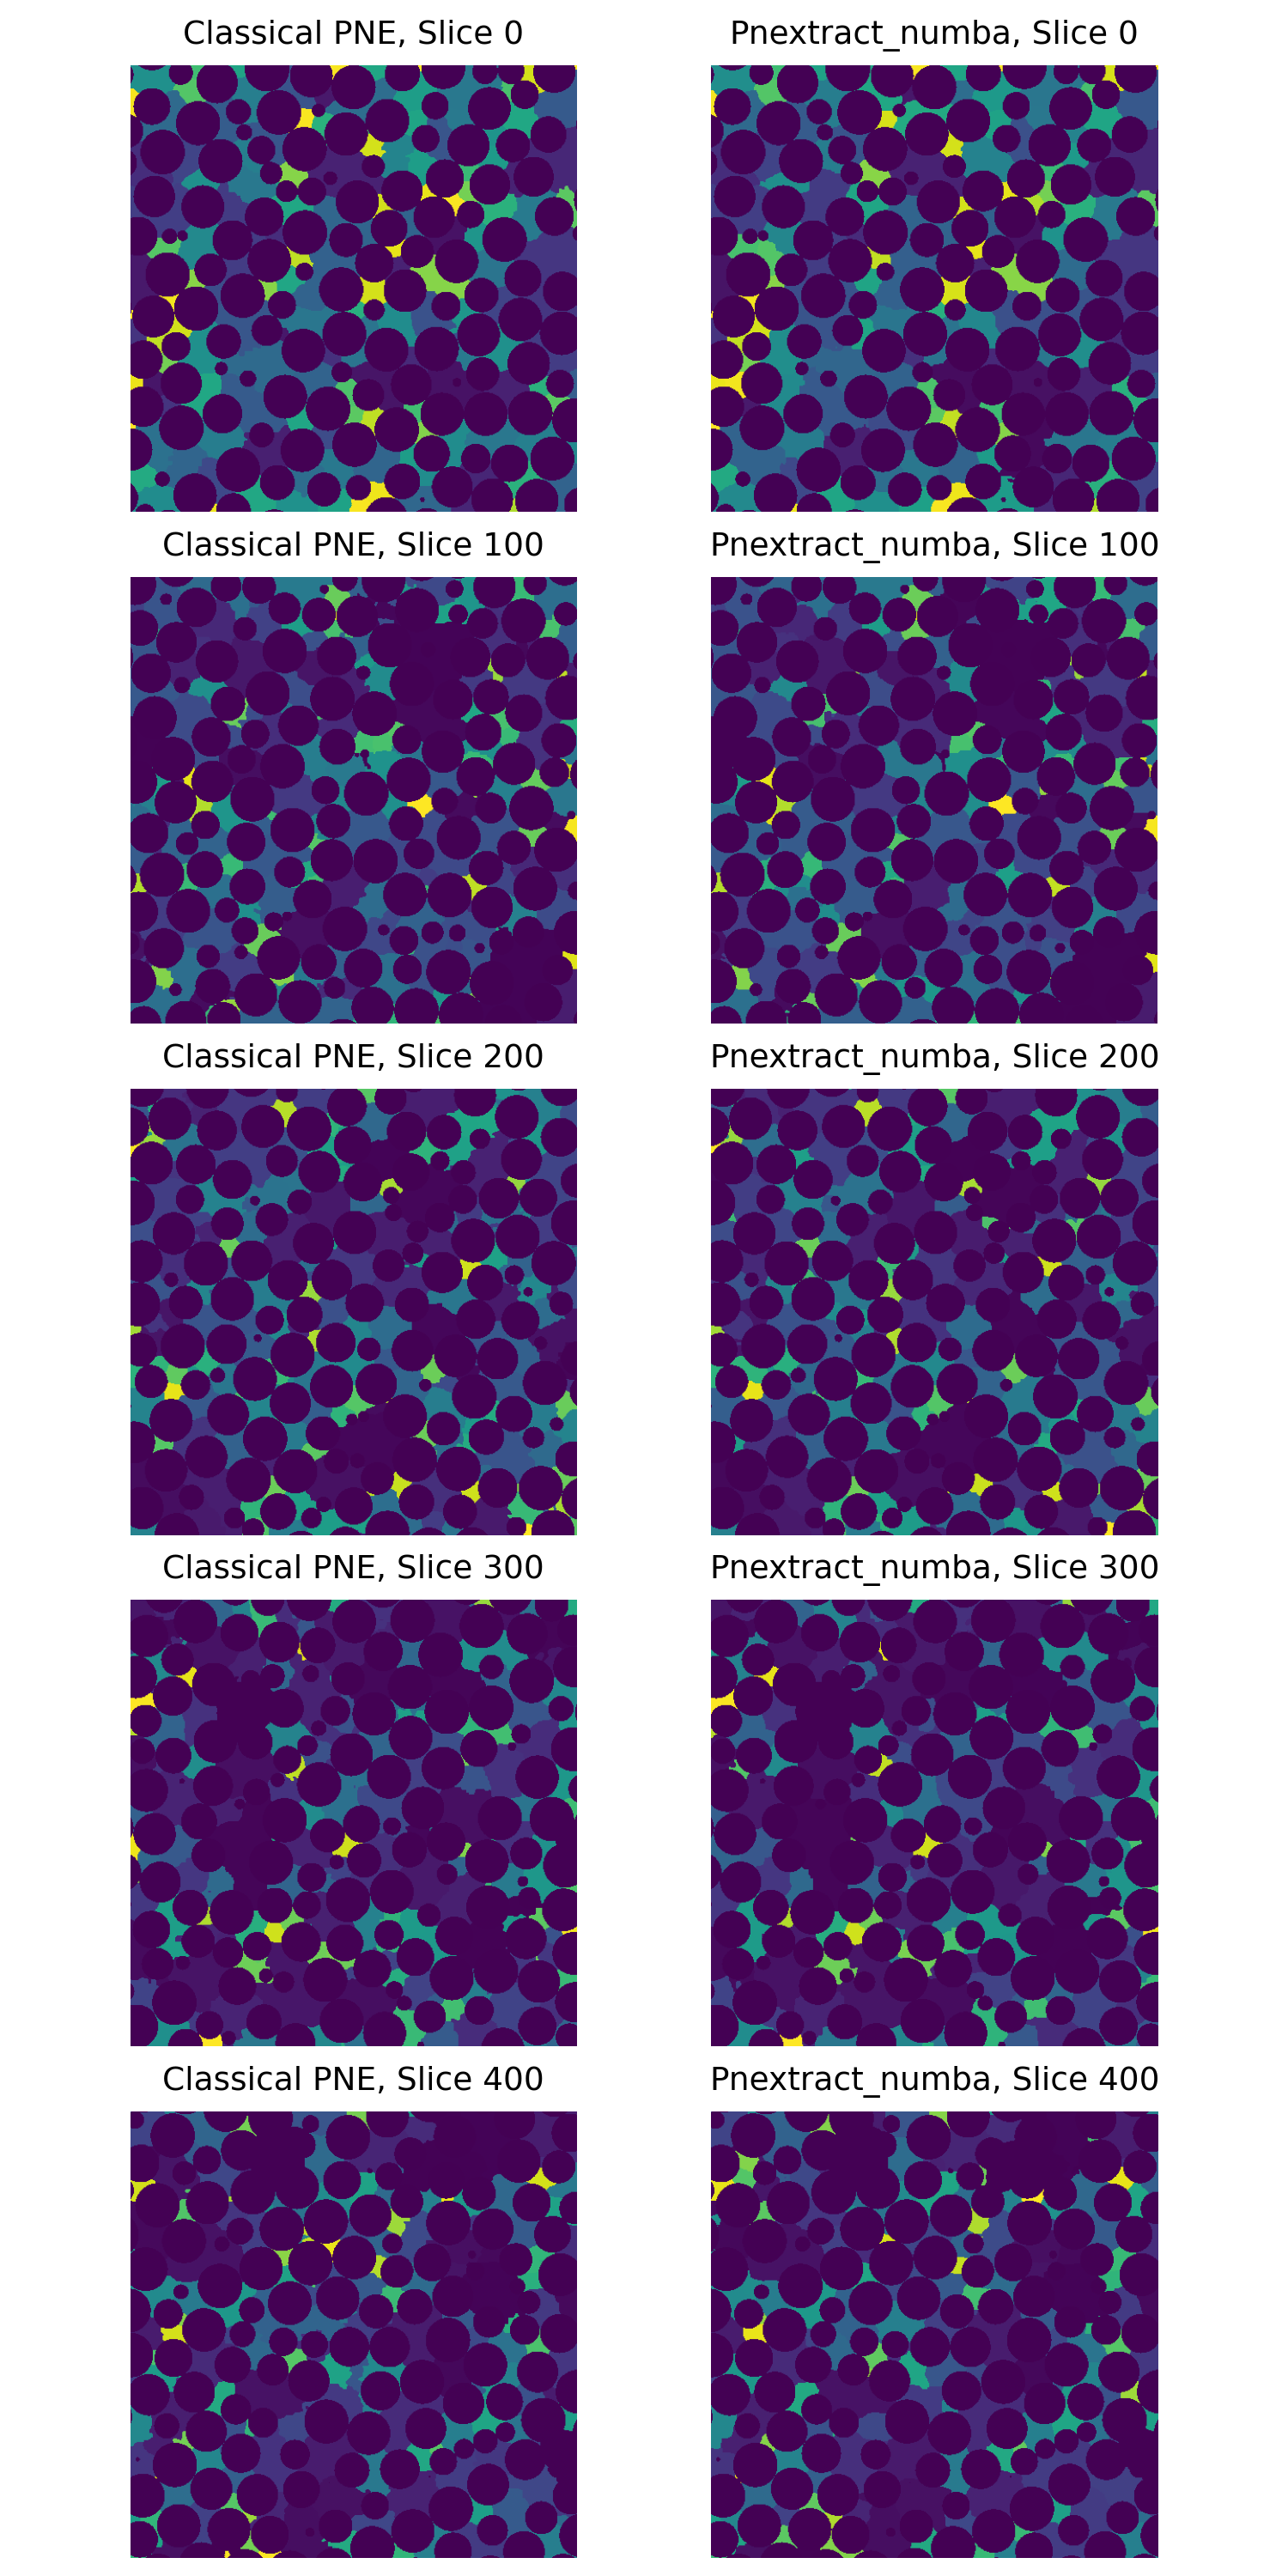 Classical PNE, Slice 0
Pnextract_numba, Slice 0
Classical PNE, Slice 100
Pnextract_numba, Slice 100
Classical PNE, Slice 200
Pnextract_numba, Slice 200
Classical PNE, Slice 300
Pnextract_numba, Slice 300
Classical PNE, Slice 400
Pnextract_numba, Slice 400